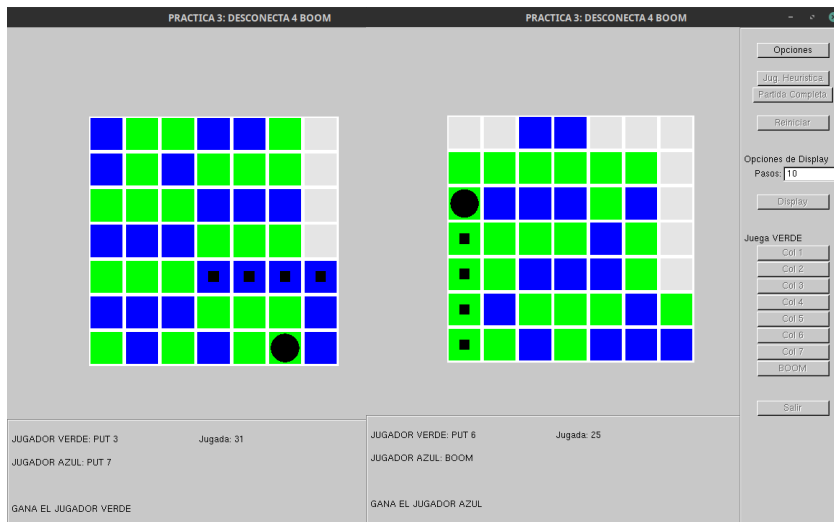 PRACTICA 3: DESCONECTA 4 BOOM
JUGADOR VERDE: PUT 3 Jugada: 31
JUGADOR AZUL: PUT 7
GANA EL JUGADOR VERDE
PRACTICA 3: DESCONECTA 4 BOOM
JUGADOR VERDE: PUT 6 Jugada: 25
JUGADOR AZUL: BOOM
GANA EL JUGADOR AZUL
Opciones
Jug. Heuristica
Partida Completa
Reiniciar
Opciones de Display
Pasos: 10
Display
Juega VERDE
Col 1
Col 2
Col 3
Col 4
Col 5
Col 6
Col 7
BOOM
Salir